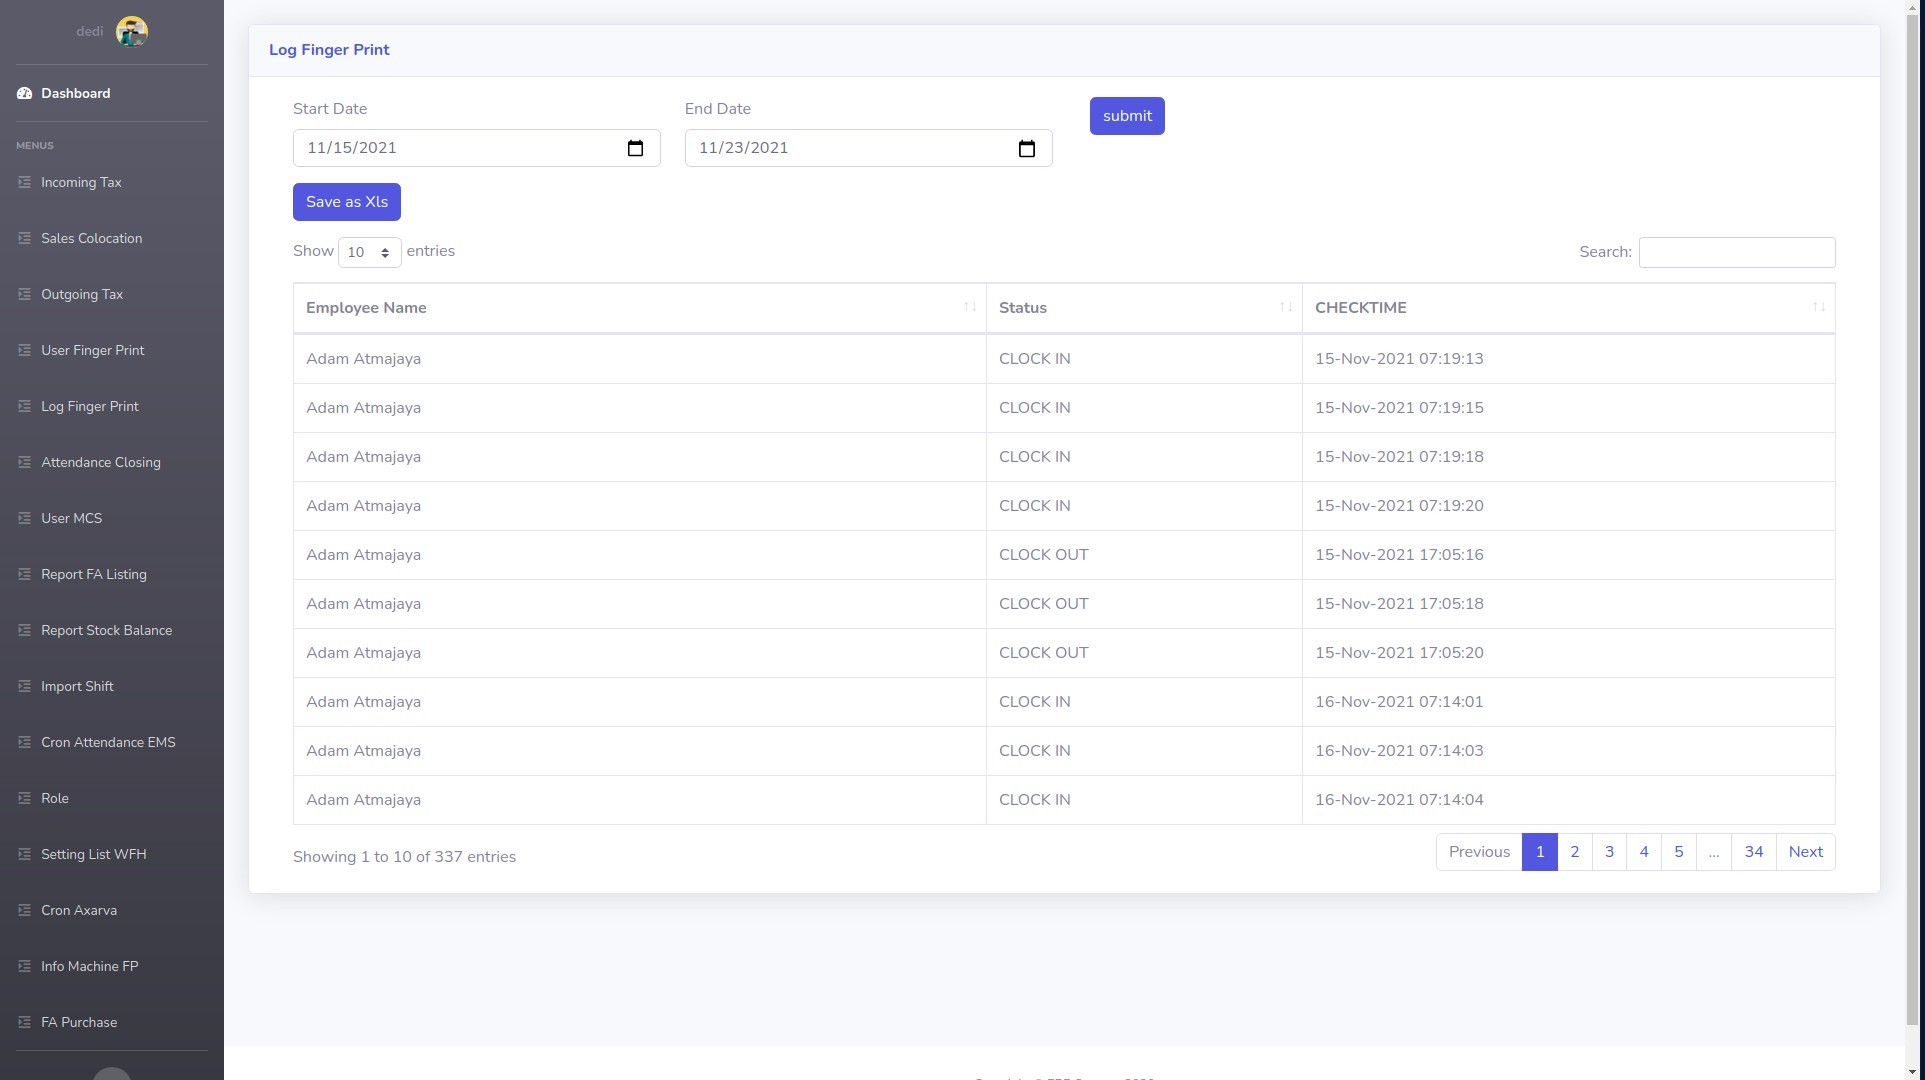 dedi
Dashboard
MENUS
Incoming Tax
Sales Colocation
Outgoing Tax
User Finger Print
Log Finger Print
Attendance Closing
User MCS
Report FA Listing
Report Stock Balance
Import Shift
Cron Attendance EMS
Role
Setting List WFH
Cron Axarva
Info Machine FP
FA Purchase
Log Finger Print
Start Date End Date submit
11/15/2021 11/23/2021
Save as Xls
Show 10 entries Search:
Employee Name Status CHECKTIME
Adam Atmajaya CLOCK IN 15-Nov-2021 07:19:13
Adam Atmajaya CLOCK IN 15-Nov-2021 07:19:15
Adam Atmajaya CLOCK IN 15-Nov-2021 07:19:18
Adam Atmajaya CLOCK IN 15-Nov-2021 07:19:20
Adam Atmajaya CLOCK OUT 15-Nov-2021 17:05:16
Adam Atmajaya CLOCK OUT 15-Nov-2021 17:05:18
Adam Atmajaya CLOCK OUT 15-Nov-2021 17:05:20
Adam Atmajaya CLOCK IN 16-Nov-2021 07:14:01
Adam Atmajaya CLOCK IN 16-Nov-2021 07:14:03
Adam Atmajaya CLOCK IN 16-Nov-2021 07:14:04
Showing 1 to 10 of 337 entries Previous 1 2 3 4 5 ... 34 Next